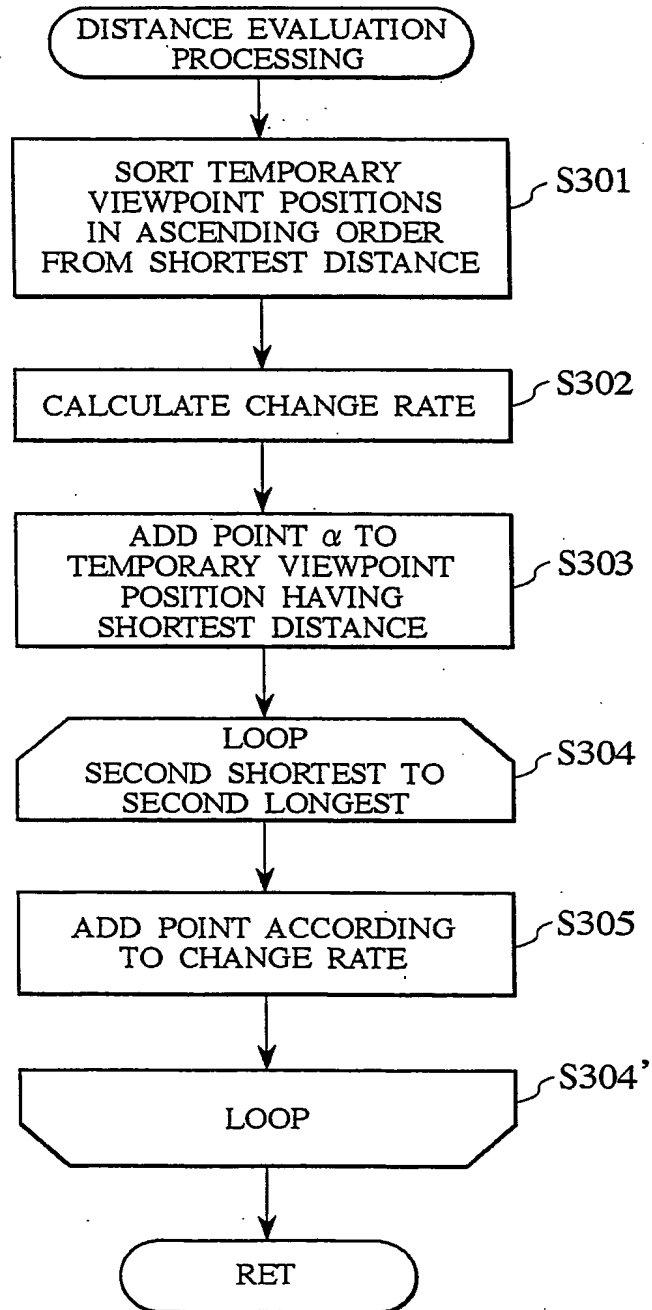 DISTANCE EVALUATION
PROCESSING
SORT TEMPORARY
VIEWPOINT POSITIONS
IN ASCENDING ORDER
FROM SHORTEST DISTANCE
S301
CALCULATE CHANGE RATE
S302
ADD POINT α TO
TEMPORARY VIEWPOINT
POSITION HAVING
SHORTEST DISTANCE
S303
LOOP
SECOND SHORTEST TO
SECOND LONGEST
S304
ADD POINT ACCORDING
TO CHANGE RATE
S305
LOOP
S304'
RET